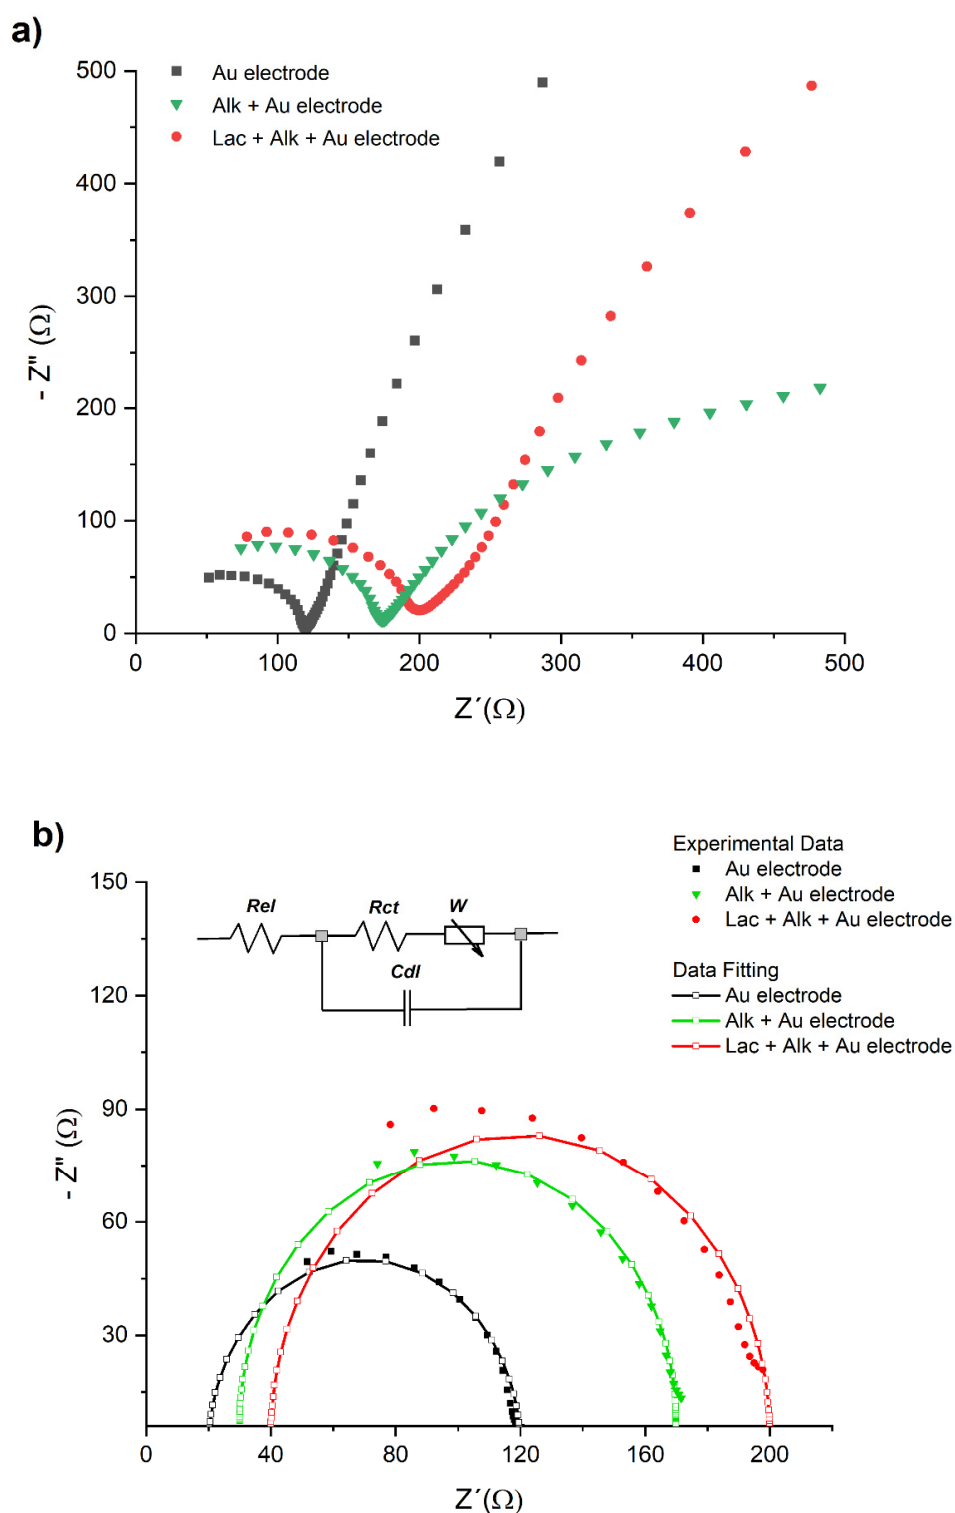 a)
Au electrode
Alk + Au electrode
Lac + Alk + Au electrode
500
400
300
200
100
0
- Z" (Ω)
0 100 200 300 400 500
Z´(Ω)
b)
Experimental Data
Au electrode
Alk + Au electrode
Lac + Alk + Au electrode
Data Fitting
Au electrode
Alk + Au electrode
Lac + Alk + Au electrode
Rel Rct W
Cdl
150
120
90
60
30
- Z" (Ω)
0 40 80 120 160 200
Z´(Ω)